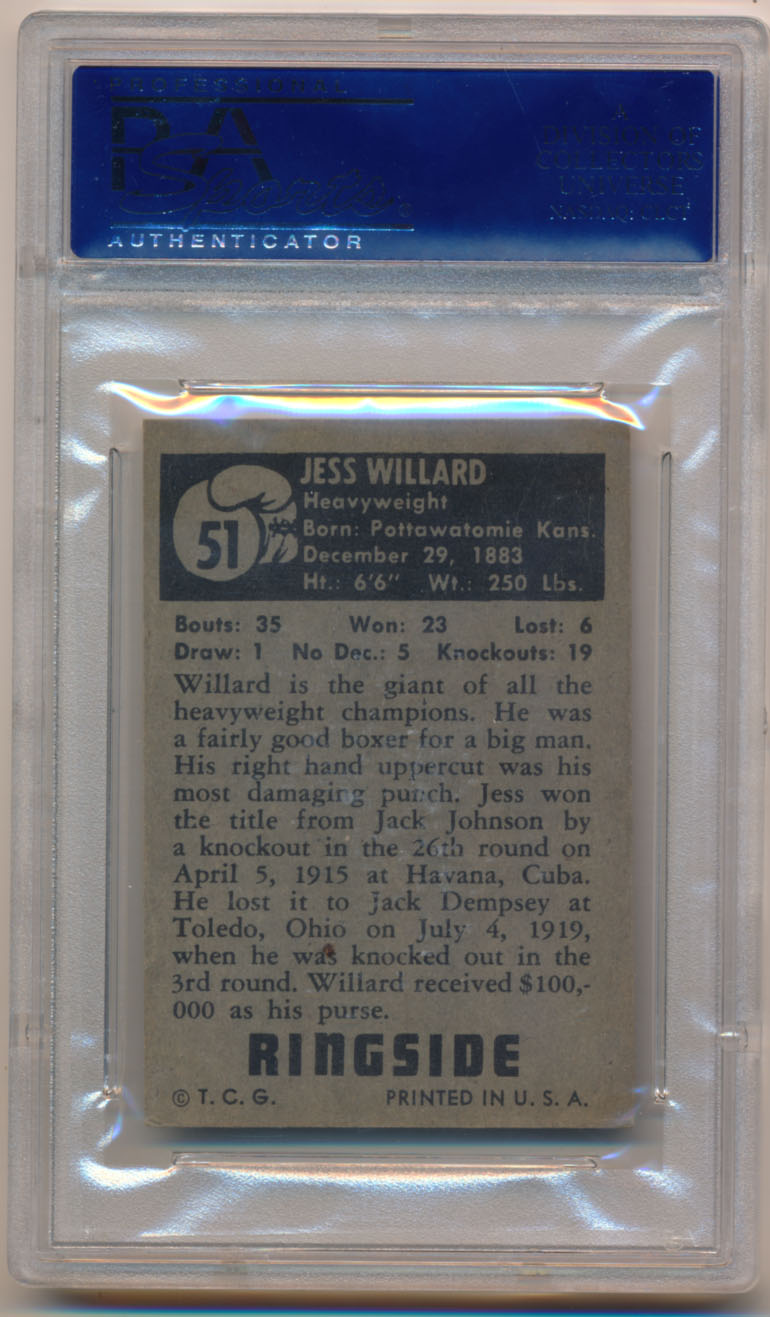 PROFESSIONAL
PSA
Sports
AUTHENTICATOR
A
DIVISION OF
COLLECTORS
UNIVERSE
NASDAQ: CLCT
51
JESS WILLARD
Heavyweight
Born: Pottawatomie Kans.
December 29, 1883
Ht.: 6'6" Wt.: 250 Lbs.
Bouts: 35 Won: 23 Lost: 6
Draw: 1 No Dec.: 5 Knockouts: 19
Willard is the giant of all the
heavyweight champions. He was
a fairly good boxer for a big man.
His right hand uppercut was his
most damaging punch. Jess won
the title from Jack Johnson by
a knockout in the 26th round on
April 5, 1915 at Havana, Cuba.
He lost it to Jack Dempsey at
Toledo, Ohio on July 4, 1919,
when he was knocked out in the
3rd round. Willard received $100,-
000 as his purse.
RINGSIDE
© T. C. G. PRINTED IN U. S. A.